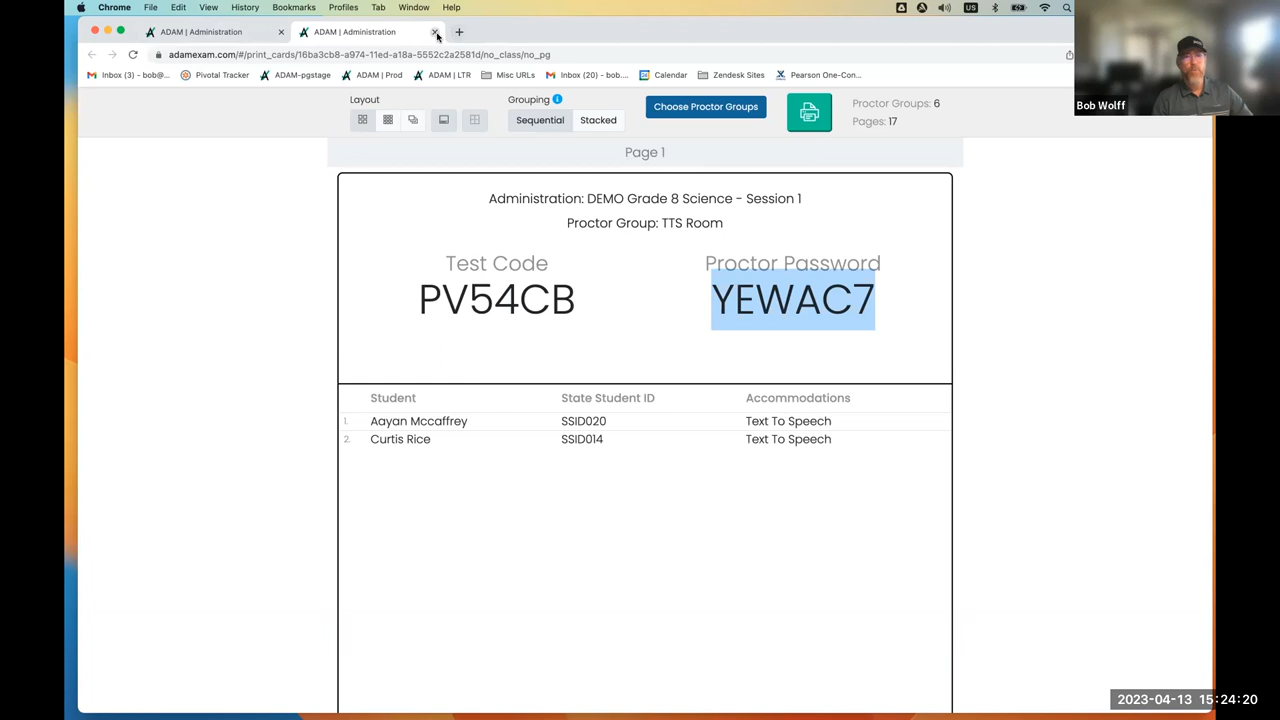 Chrome File Edit View History Bookmarks Profiles Tab Window Help US
ADAM | Administration ADAM | Administration
adamexam.com/#/print_cards/16ba3cb8-a974-11ed-a18a-5552c2a2581d/no_class/no_pg
Inbox (3) - bob@... Pivotal Tracker ADAM-pgstage ADAM | Prod ADAM | LTR Misc URLs Inbox (20) - bob.... Calendar Zendesk Sites Pearson One-Con...
Bob Wolff
Layout Grouping
Sequential Stacked
Choose Proctor Groups
Proctor Groups: 6
Pages: 17
Page 1
Administration: DEMO Grade 8 Science - Session 1
Proctor Group: TTS Room
Test Code Proctor Password
PV54CB YEWAC7
Student State Student ID Accommodations
1. Aayan Mccaffrey SSID020 Text To Speech
2. Curtis Rice SSID014 Text To Speech
2023-04-13 15:24:20